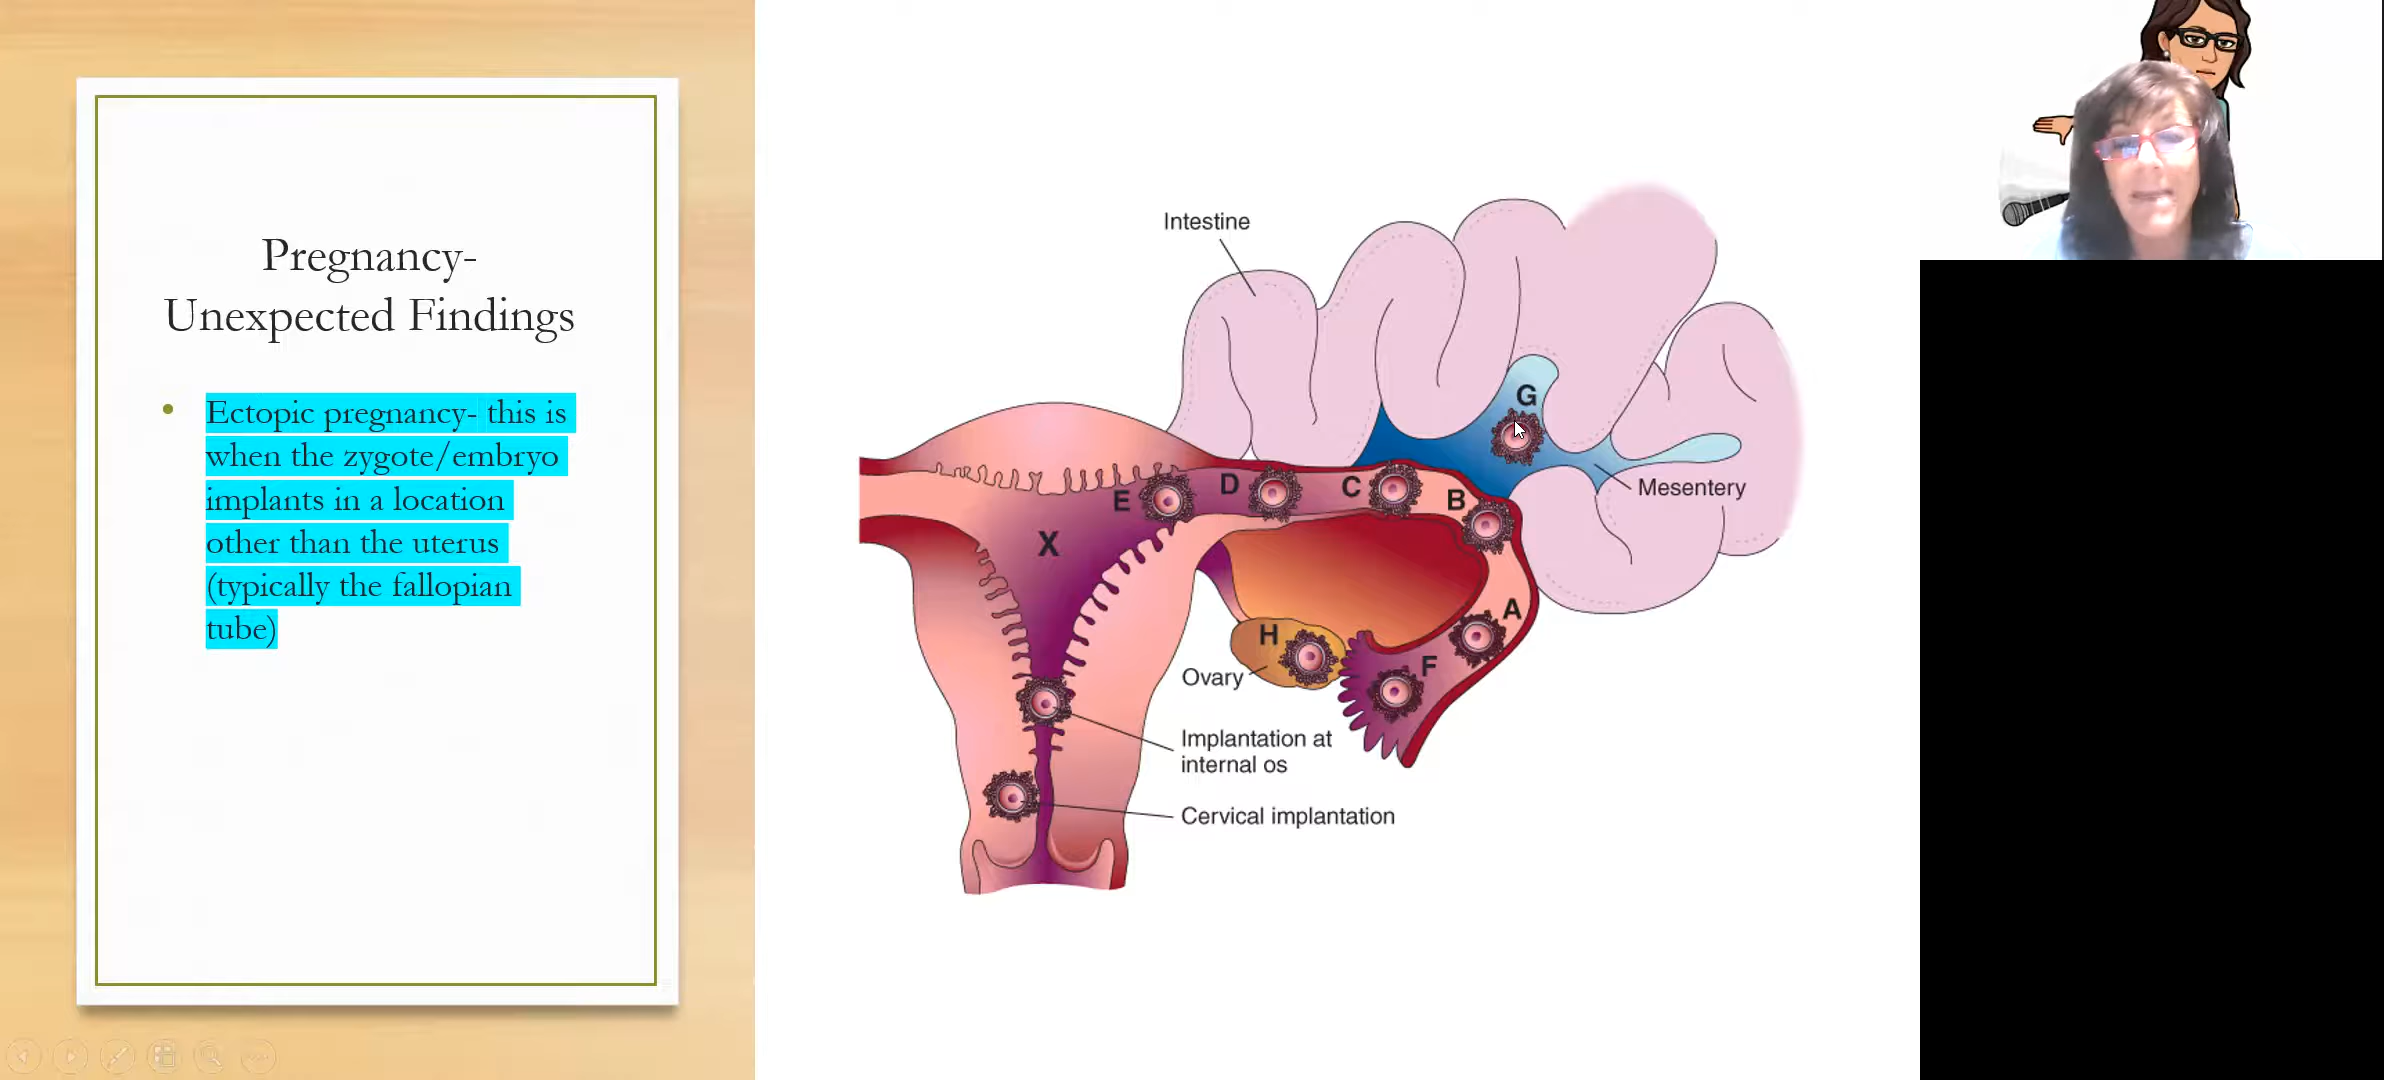 Pregnancy-
Unexpected Findings
• Ectopic pregnancy- this is
when the zygote/embryo
implants in a location
other than the uterus
(typically the fallopian
tube)
Intestine
G
Mesentery
E
D
C
B
X
A
H
F
Ovary
Implantation at
internal os
Cervical implantation